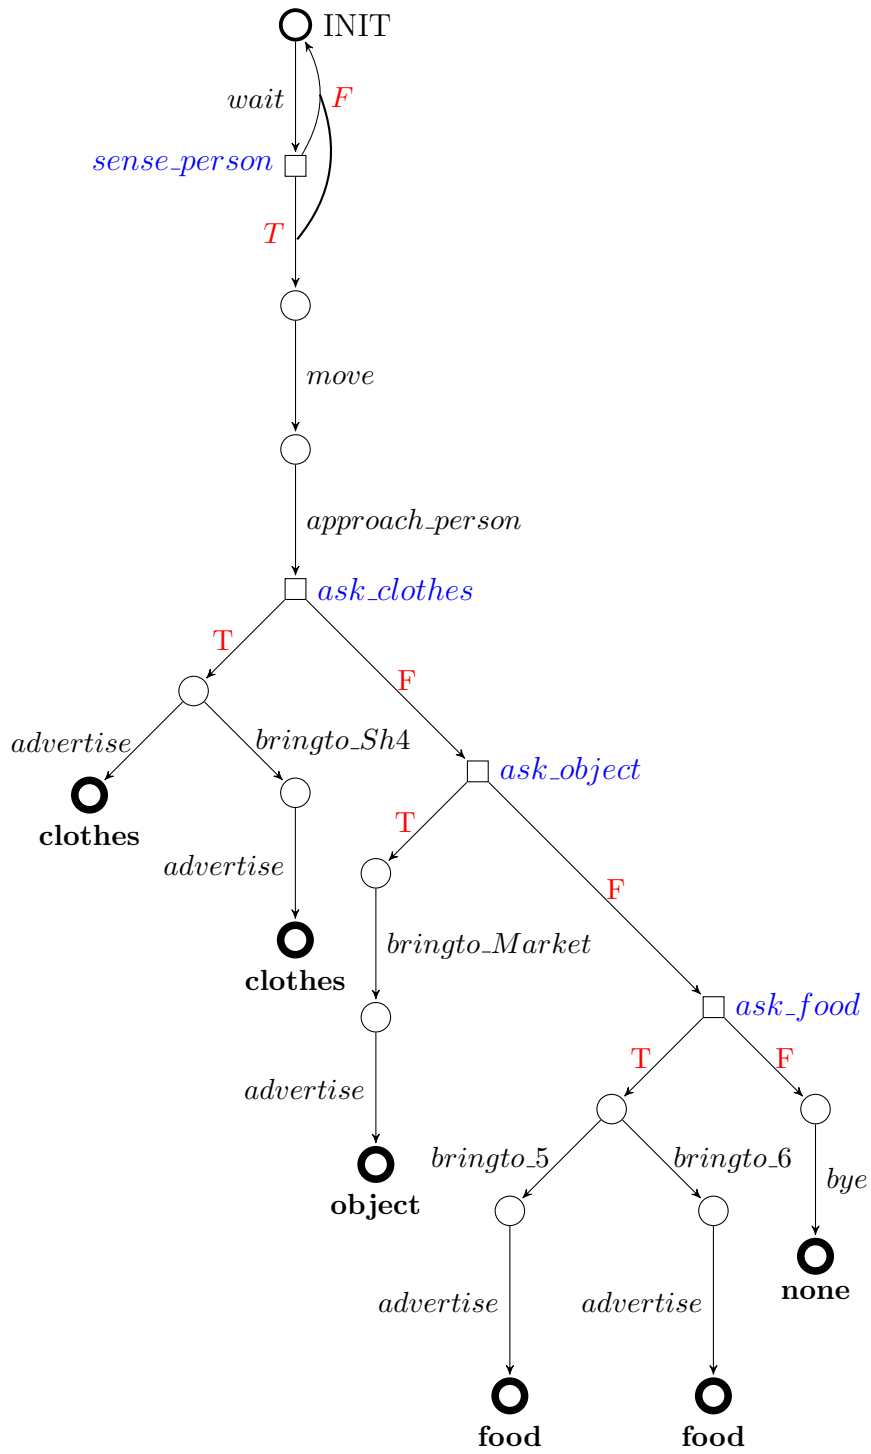 INIT
wait
F
sense_person
T
move
approach_person
ask_clothes
T
F
advertise
bringto_Sh4
ask_object
clothes
T
advertise
F
bringto_Market
clothes
ask_food
T
F
advertise
bringto_5
bringto_6
bye
object
none
advertise
advertise
food
food